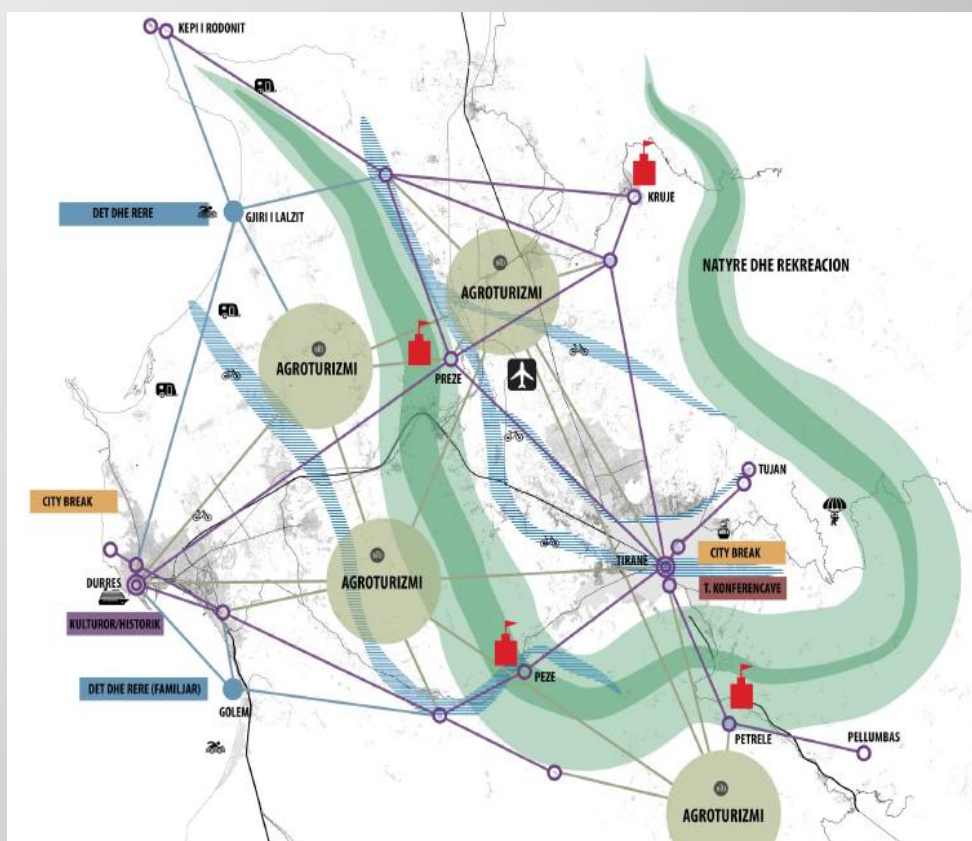 KEPI I RODONIT
KRUJE
DET DHE RERE
GJIRI I LALZIT
NATYRE DHE REKREACION
AGROTURIZMI
AGROTURIZMI
PREZE
TUJAN
CITY BREAK
CITY BREAK
TIRANE
DURRES
AGROTURIZMI
T. KONFERENCAVE
KULTUROR/HISTORIK
PEZE
DET DHE RERE (FAMILJAR)
GOLEM
PETRELE
PELLUMBAS
AGROTURIZMI